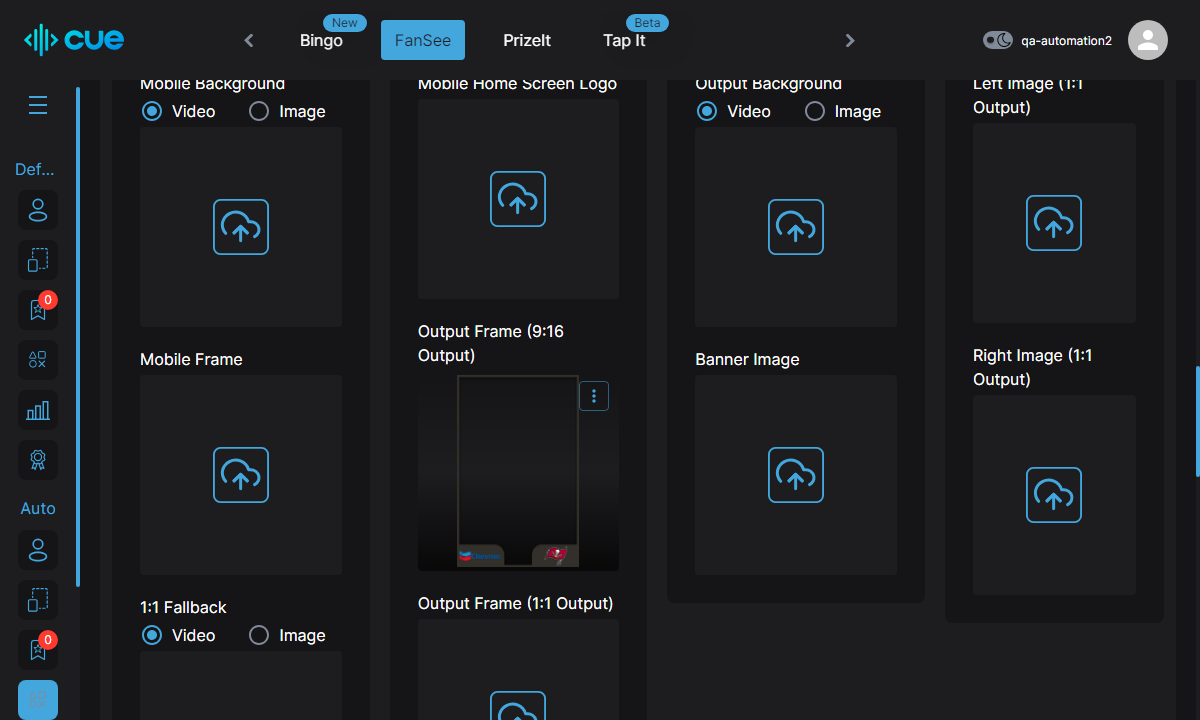 cue
Bingo
New
FanSee
PrizeIt
Tap It
Beta
qa-automation2
Def...
0
Auto
0
Mobile Background
Video
Image
Mobile Frame
1:1 Fallback
Video
Image
Mobile Home Screen Logo
Output Frame (9:16
Output)
Output Frame (1:1 Output)
Output Background
Video
Image
Banner Image
Left Image (1:1
Output)
Right Image (1:1
Output)